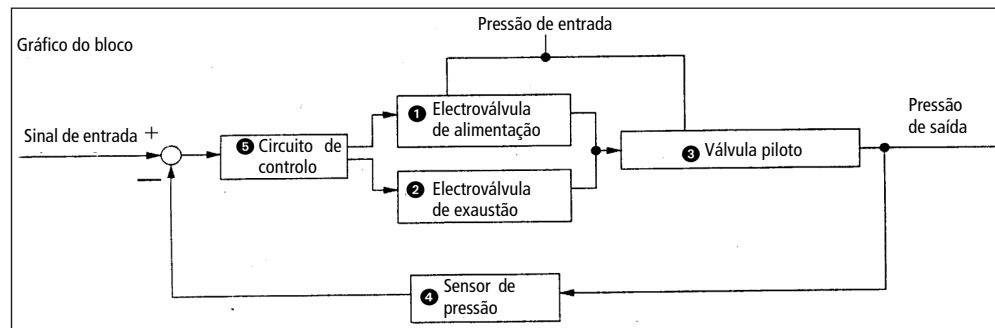 Pressão de entrada
Gráfico do bloco
❶ Electroválvula
de alimentação
Pressão
de saída
Sinal de entrada +
❺ Circuito de
controlo
❸ Válvula piloto
—
❷ Electroválvula
de exaustão
❹ Sensor de
pressão